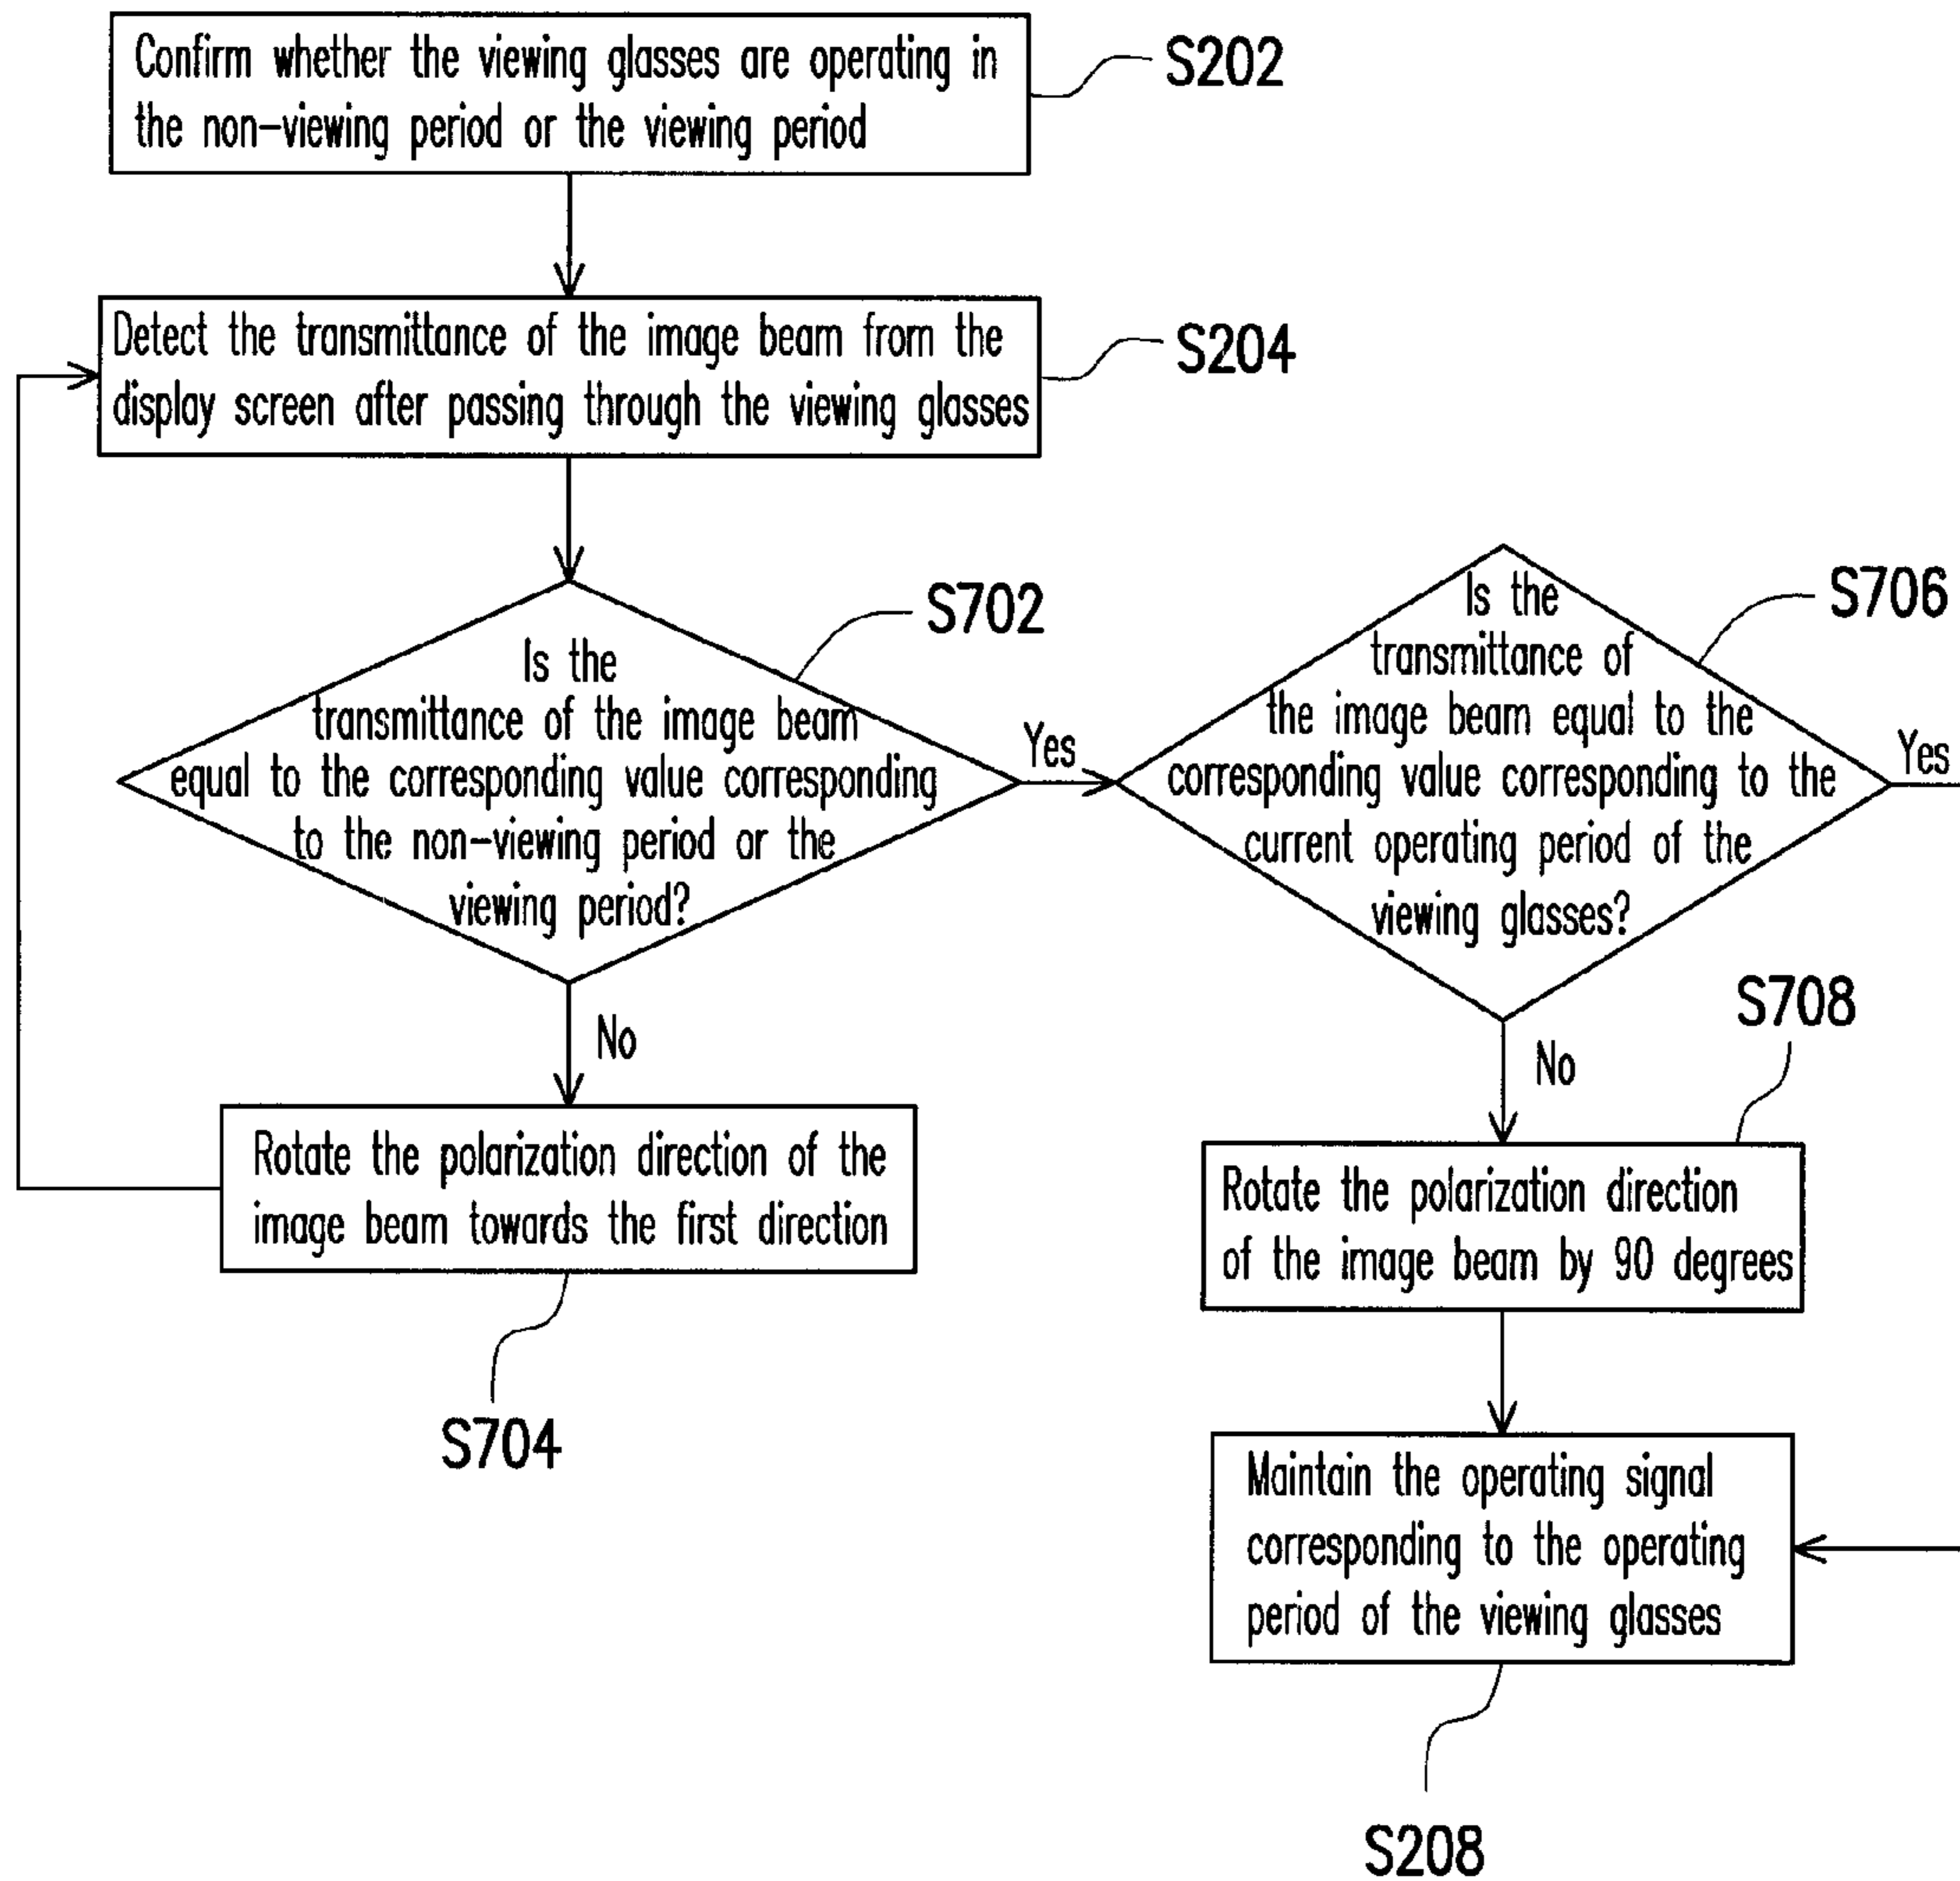 Confirm whether the viewing glasses are operating in
the non-viewing period or the viewing period
S202
Detect the transmittance of the image beam from the
display screen after passing through the viewing glasses
S204
Is the
transmittance of the image beam
equal to the corresponding value corresponding
to the non-viewing period or the
viewing period?
S702
Yes
No
Rotate the polarization direction of the
image beam towards the first direction
S704
Is the
transmittance of
the image beam equal to the
corresponding value corresponding to the
current operating period of the
viewing glasses?
S706
Yes
No
S708
Rotate the polarization direction
of the image beam by 90 degrees
Maintain the operating signal
corresponding to the operating
period of the viewing glasses
S208